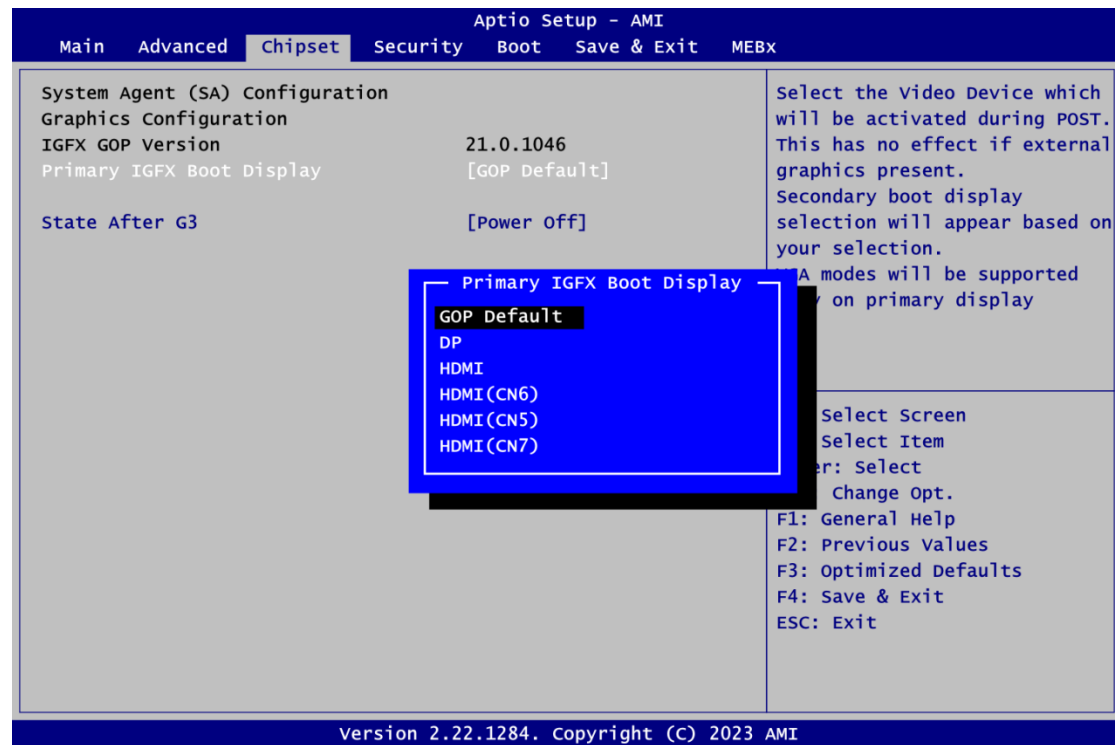 Aptio Setup - AMI
Main Advanced Chipset Security Boot Save & Exit MEBx
System Agent (SA) Configuration
Graphics Configuration
IGFX GOP Version 21.0.1046
Primary IGFX Boot Display [GOP Default]
State After G3 [Power Off]
Primary IGFX Boot Display
GOP Default
DP
HDMI
HDMI(CN6)
HDMI(CN5)
HDMI(CN7)
Select the Video Device which
will be activated during POST.
This has no effect if external
graphics present.
Secondary boot display
selection will appear based on
your selection.
modes will be supported
on primary display
Select Screen
Select Item
Select
Change Opt.
F1: General Help
F2: Previous Values
F3: Optimized Defaults
F4: Save & Exit
ESC: Exit
Version 2.22.1284. Copyright (C) 2023 AMI